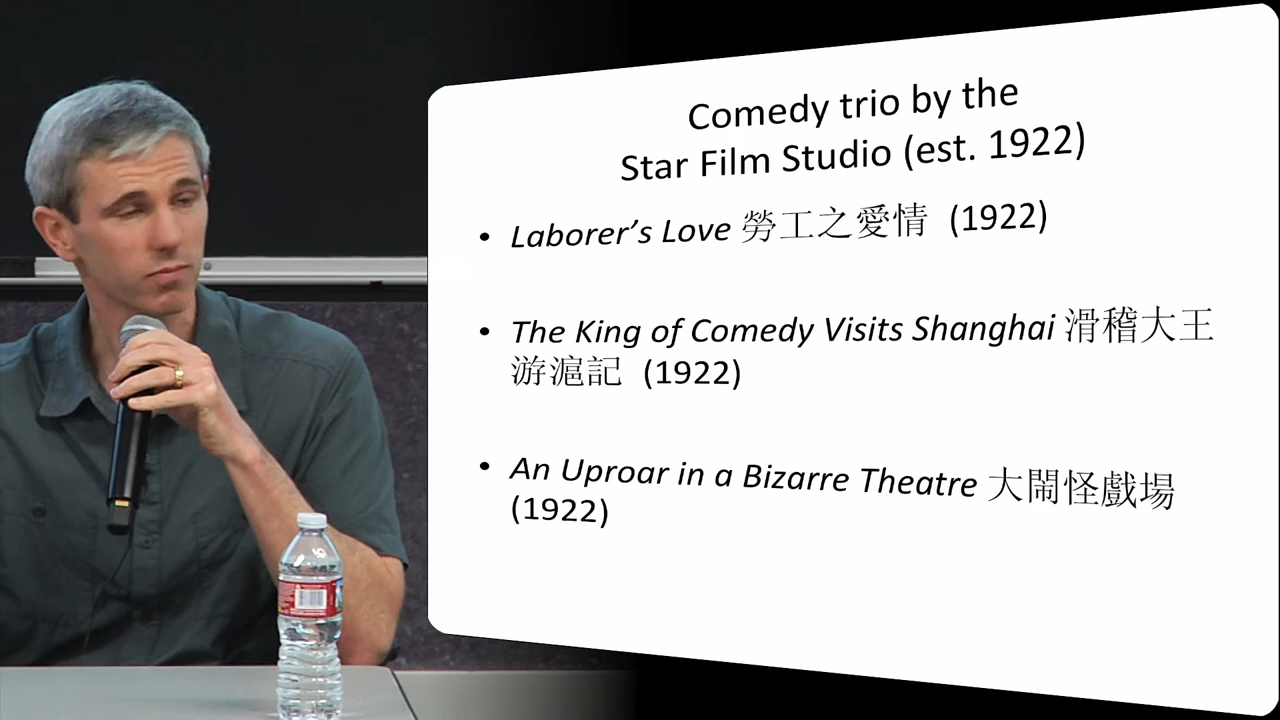 Comedy trio by the
Star Film Studio (est. 1922)
• Laborer’s Love 勞工之愛情 (1922)
• The King of Comedy Visits Shanghai 滑稽大王
游滬記 (1922)
• An Uproar in a Bizarre Theatre 大鬧怪戲場
(1922)